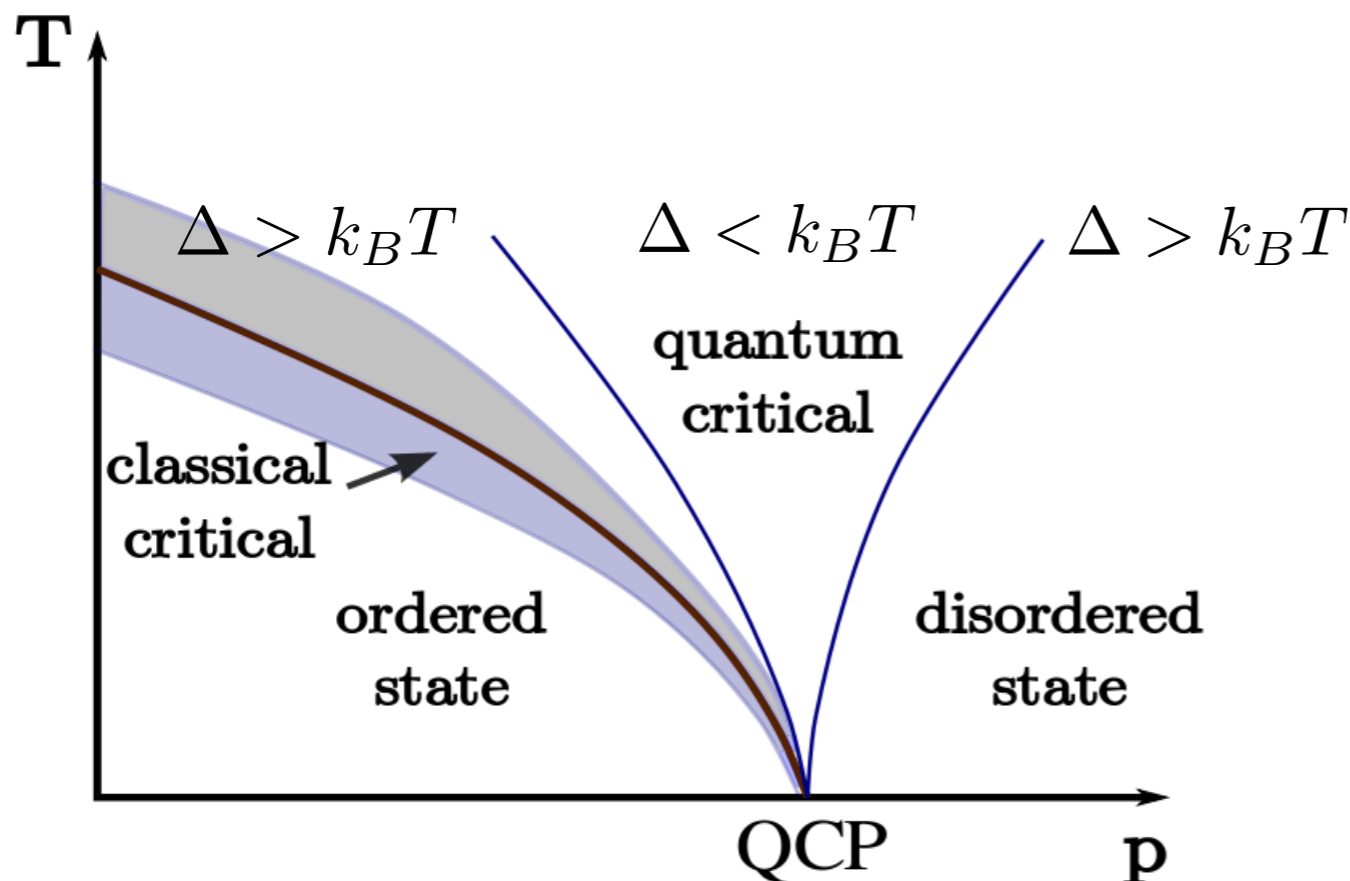 T
Δ > k_BT
Δ < k_BT
Δ > k_BT
quantum
critical
classical
critical
ordered
state
disordered
state
QCP
p